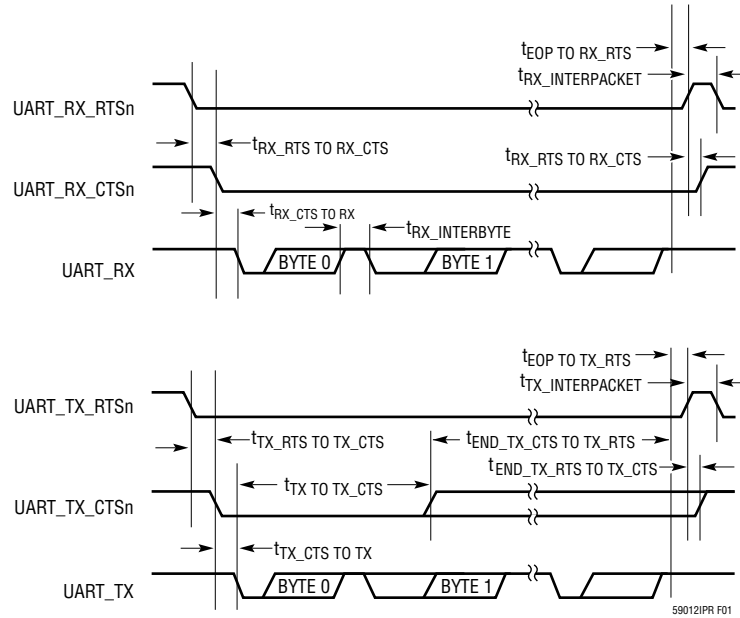 tEOP TO RX_RTS
tRX_INTERPACKET
UART_RX_RTSn
tRX_RTS TO RX_CTS
tRX_RTS TO RX_CTS
UART_RX_CTSn
tRX_CTS TO RX
tRX_INTERBYTE
UART_RX
BYTE 0
BYTE 1
tEOP TO TX_RTS
tTX_INTERPACKET
UART_TX_RTSn
tTX_RTS TO TX_CTS
tEND_TX_CTS TO TX_RTS
tEND_TX_RTS TO TX_CTS
tTX TO TX_CTS
UART_TX_CTSn
tTX_CTS TO TX
UART_TX
BYTE 0
BYTE 1
59012IPR F01